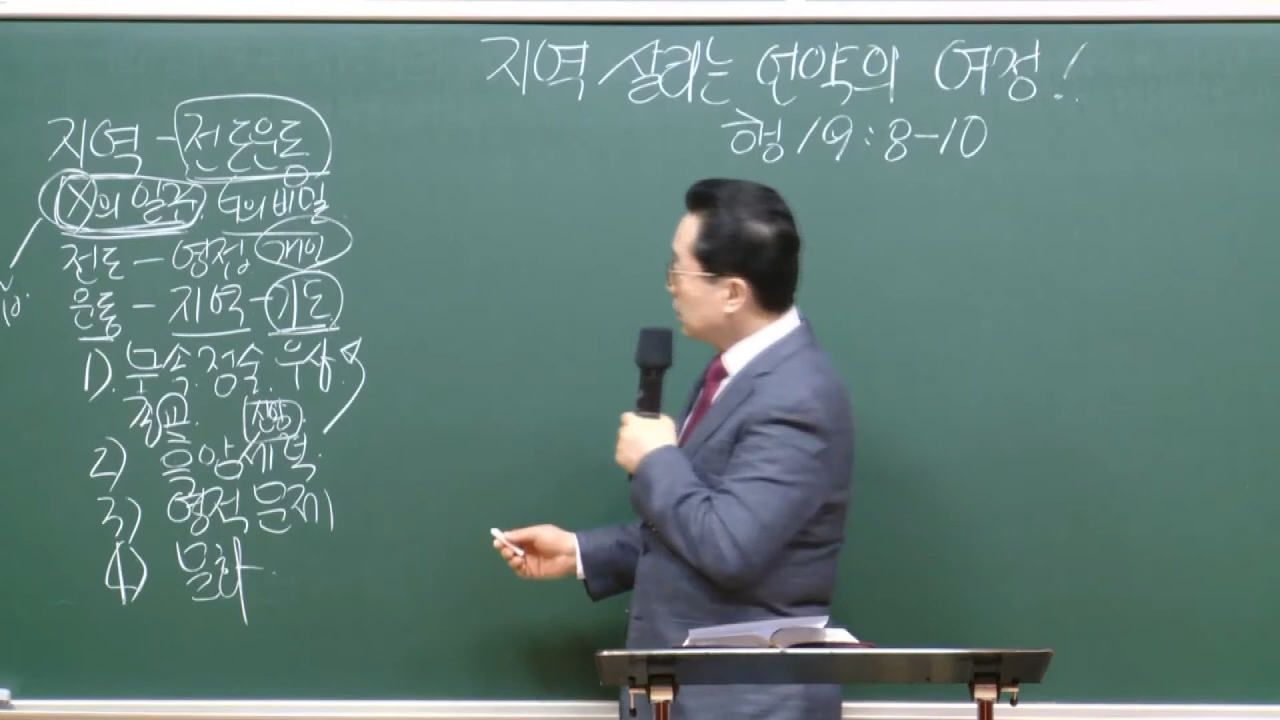 지역 살리는 언약의 여정!
행 19:8-10
지역 - 전도운동
X의 일꾼. G의 비밀
전도 - 영접. 개인
운동 - 지역 - 기도
1). 무속. 점술. 우상.
종교.
2) 흑암세력.
3) 영적 문제
4) 문화.